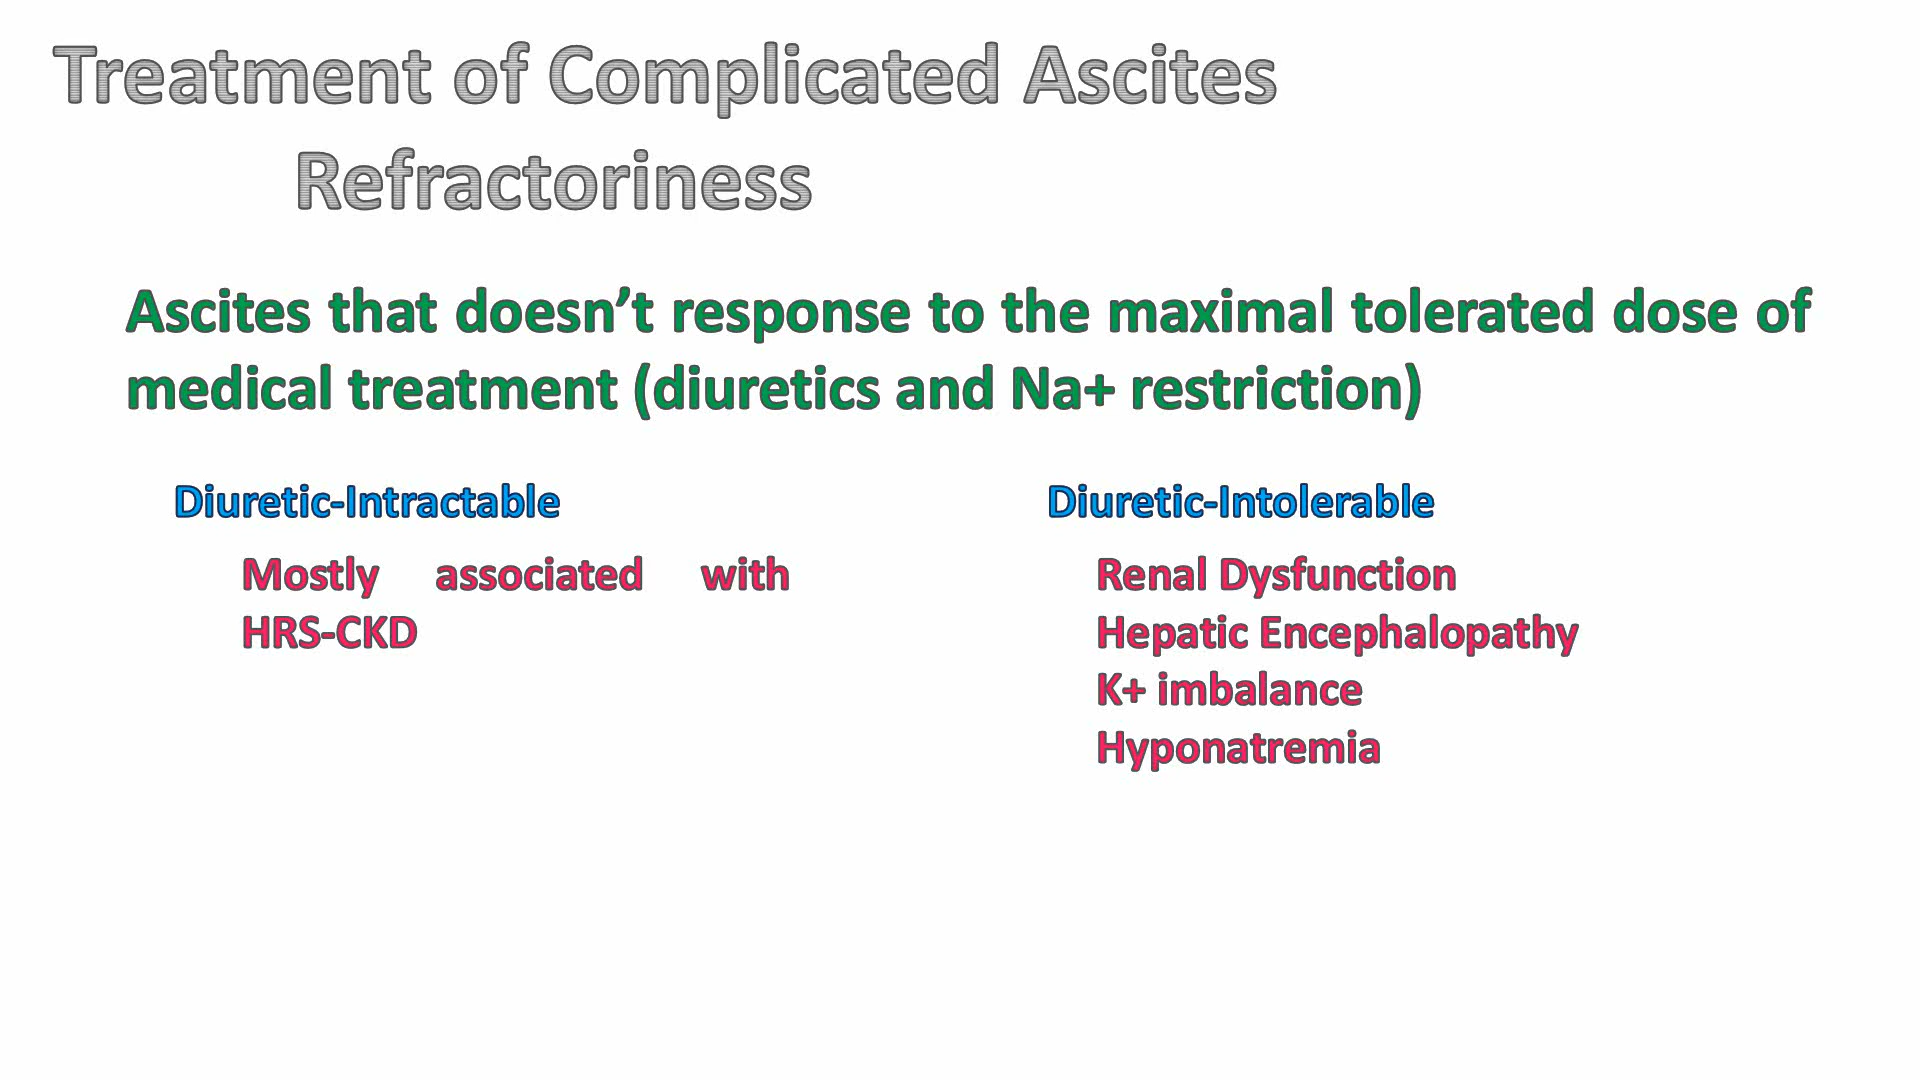 Treatment of Complicated Ascites
Refractoriness
Ascites that doesn’t response to the maximal tolerated dose of
medical treatment (diuretics and Na+ restriction)
Diuretic-Intractable
Mostly associated with
HRS-CKD
Diuretic-Intolerable
Renal Dysfunction
Hepatic Encephalopathy
K+ imbalance
Hyponatremia